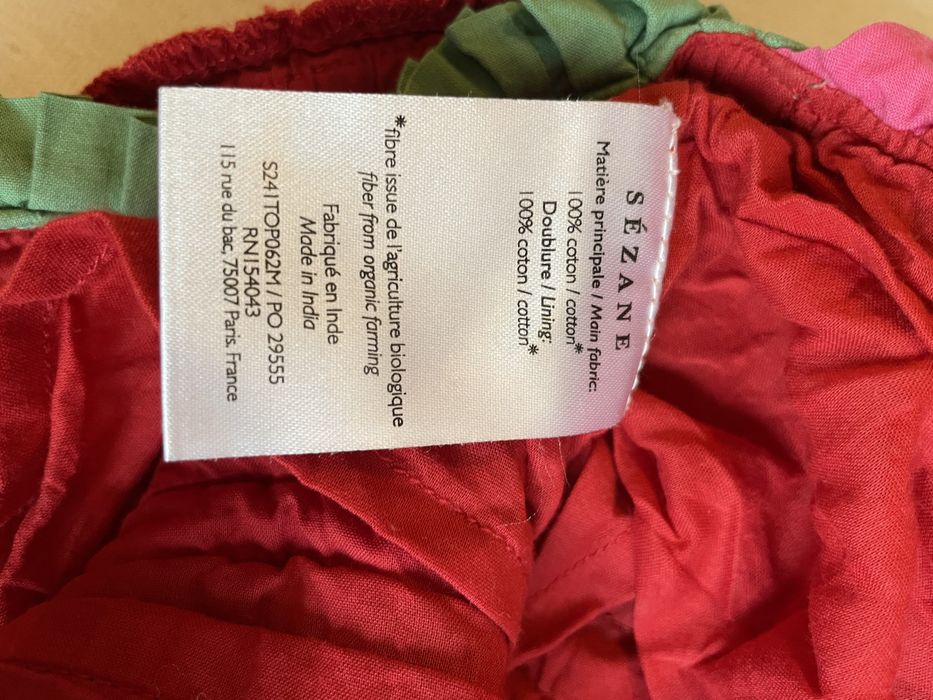 SÉZANE
Matière principale / Main fabric:
100% coton / cotton*
Doublure / Lining:
100% coton / cotton*
*fibre issue de l'agriculture biologique
fiber from organic farming
Fabriqué en Inde
Made in India
S241TOP062M / PO 29555
RN154043
115 rue du bac, 75007 Paris. France